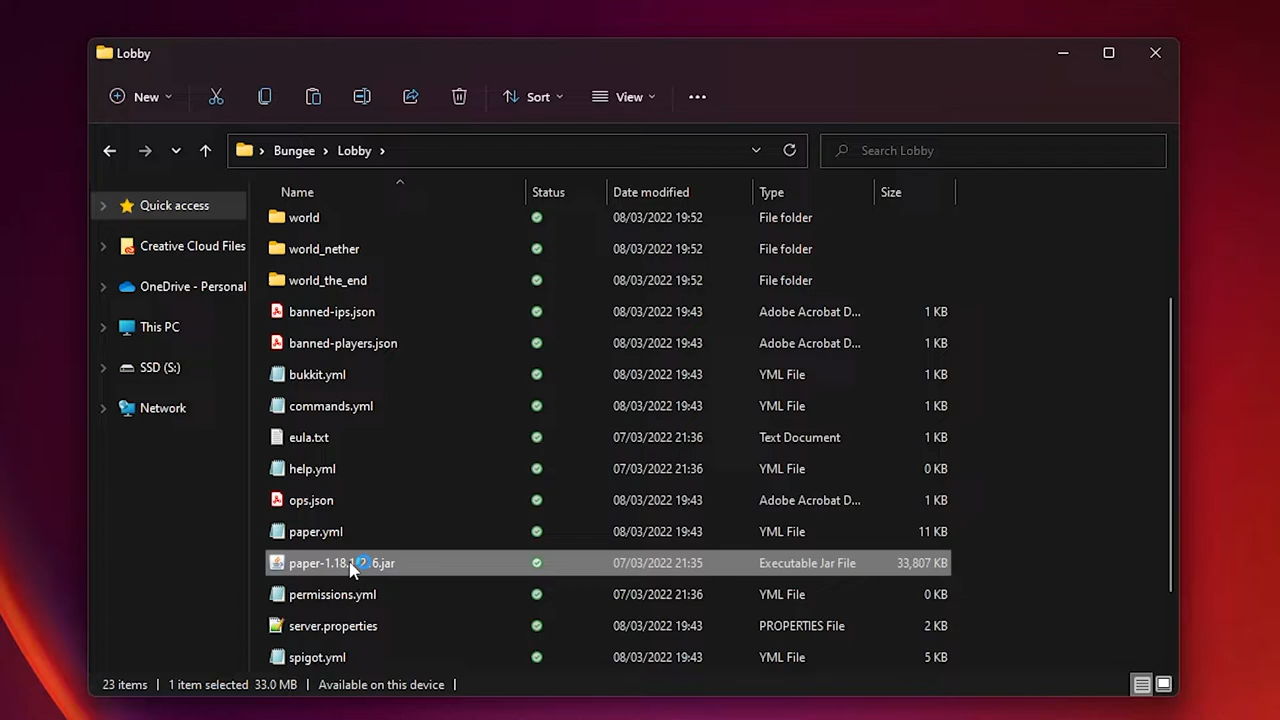 Lobby
New Sort View
Bungee Lobby Search Lobby
Name Status Date modified Type Size
Quick access
Creative Cloud Files
OneDrive - Personal
This PC
SSD (S:)
Network
world 08/03/2022 19:52 File folder
world_nether 08/03/2022 19:52 File folder
world_the_end 08/03/2022 19:52 File folder
banned-ips.json 08/03/2022 19:43 Adobe Acrobat D... 1 KB
banned-players.json 08/03/2022 19:43 Adobe Acrobat D... 1 KB
bukkit.yml 08/03/2022 19:43 YML File 1 KB
commands.yml 08/03/2022 19:43 YML File 1 KB
eula.txt 07/03/2022 21:36 Text Document 1 KB
help.yml 07/03/2022 21:36 YML File 0 KB
ops.json 08/03/2022 19:43 Adobe Acrobat D... 1 KB
paper.yml 08/03/2022 19:43 YML File 11 KB
07/03/2022 21:35 Executable Jar File 33,807 KB
permissions.yml 07/03/2022 21:36 YML File 0 KB
server.properties 08/03/2022 19:43 PROPERTIES File 2 KB
spigot.yml 08/03/2022 19:43 YML File 5 KB
23 items 1 item selected 33.0 MB Available on this device